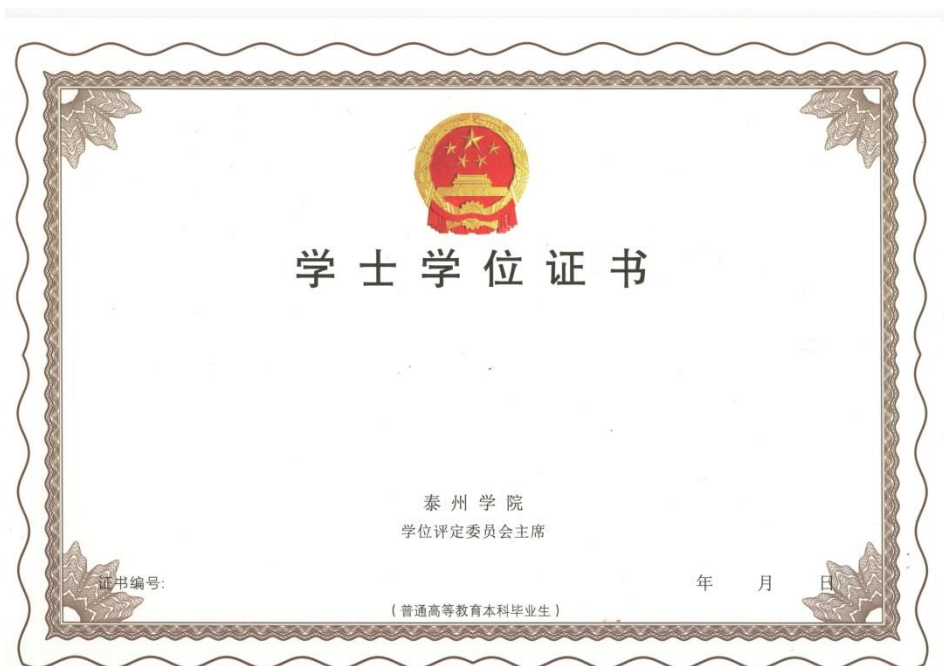 学士学位证书
泰州学院
学位评定委员会主席
证书编号:
年 月 日
(普通高等教育本科毕业生)